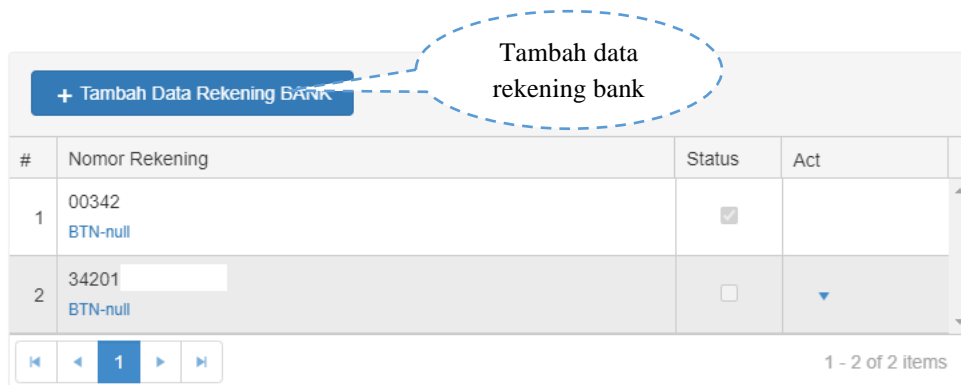 Tambah data
rekening bank
+ Tambah Data Rekening BANK
# Nomor Rekening Status Act
1 00342
BTN-null
2 34201
BTN-null
1 1 - 2 of 2 items